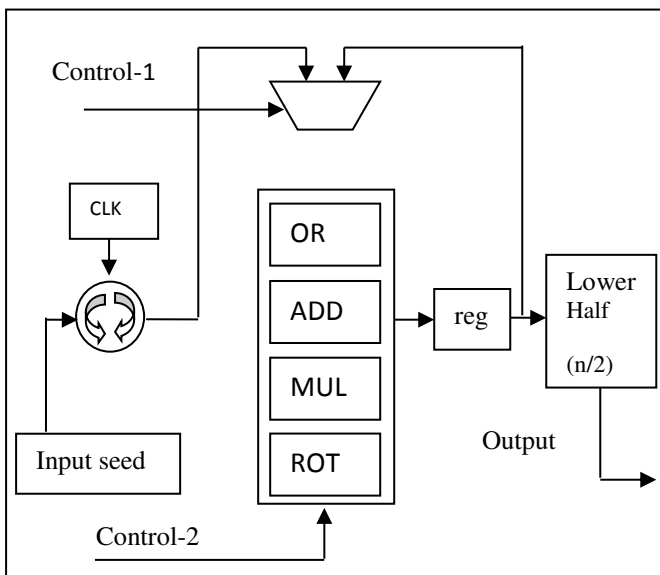 Control-1
CLK
OR
ADD
MUL
ROT
reg
Lower
Half
(n/2)
Input seed
Output
Control-2